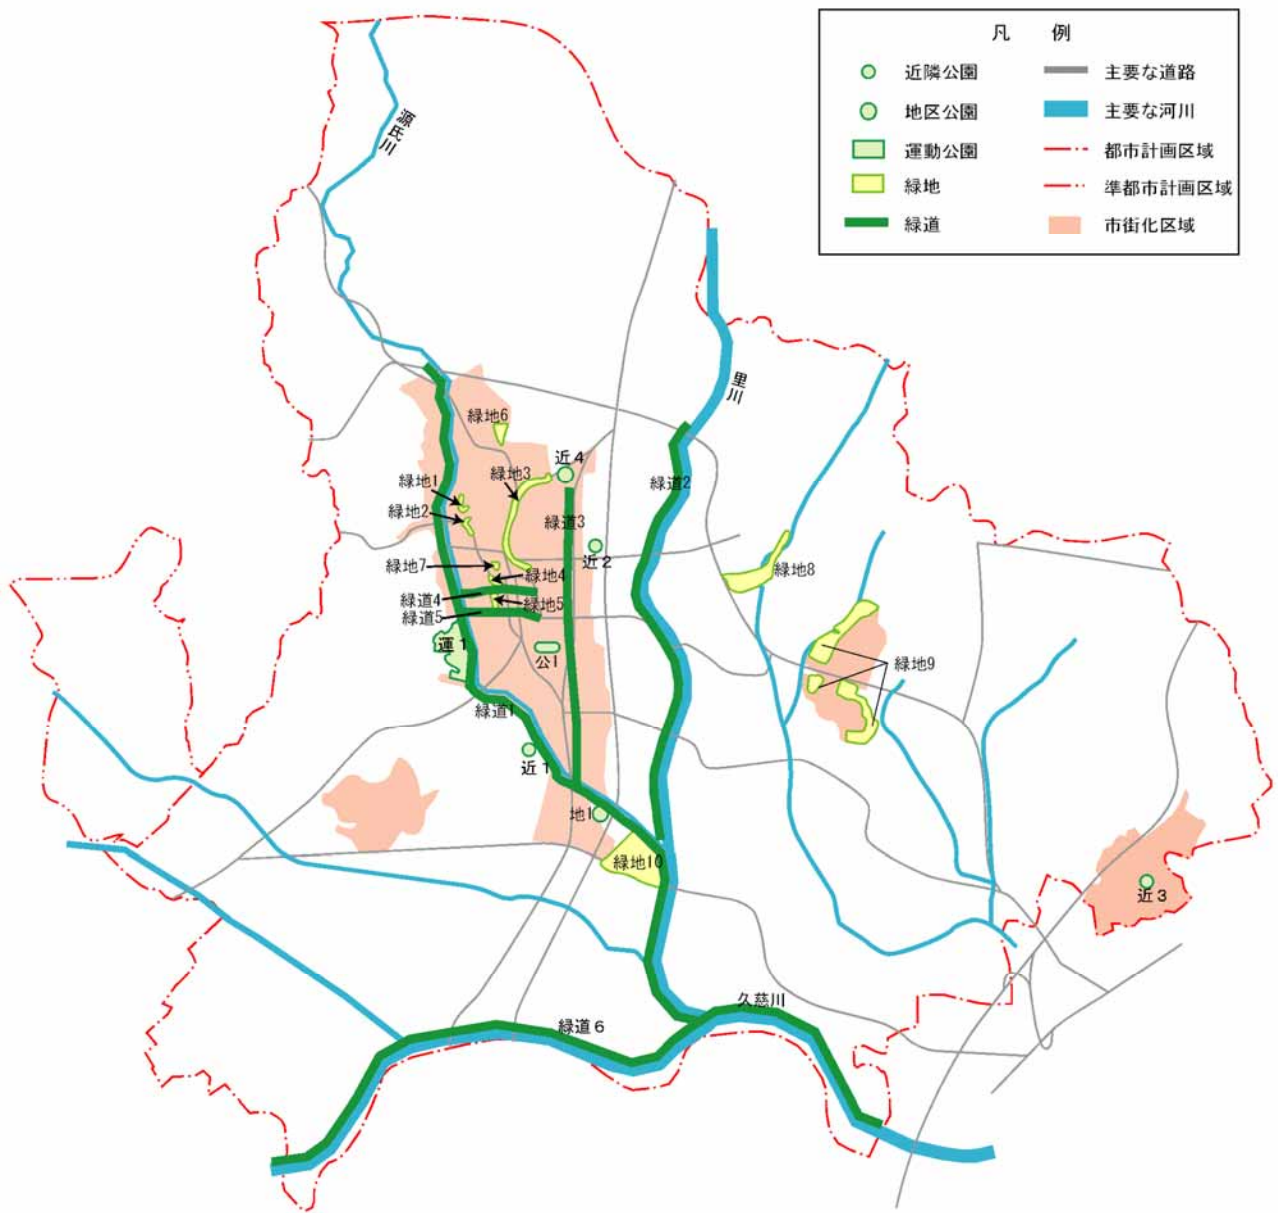 凡 例
近隣公園
主要な道路
地区公園
主要な河川
運動公園
都市計画区域
緑地
準都市計画区域
緑道
市街化区域
源氏川
里川
緑地6
近4
緑地3
緑地1
緑道2
緑地2
緑道3
近2
緑地7
緑地4
緑地8
緑道4
緑地5
緑道5
運1
公1
緑地9
緑道1
近1
地1
緑地10
近3
久慈川
緑道6